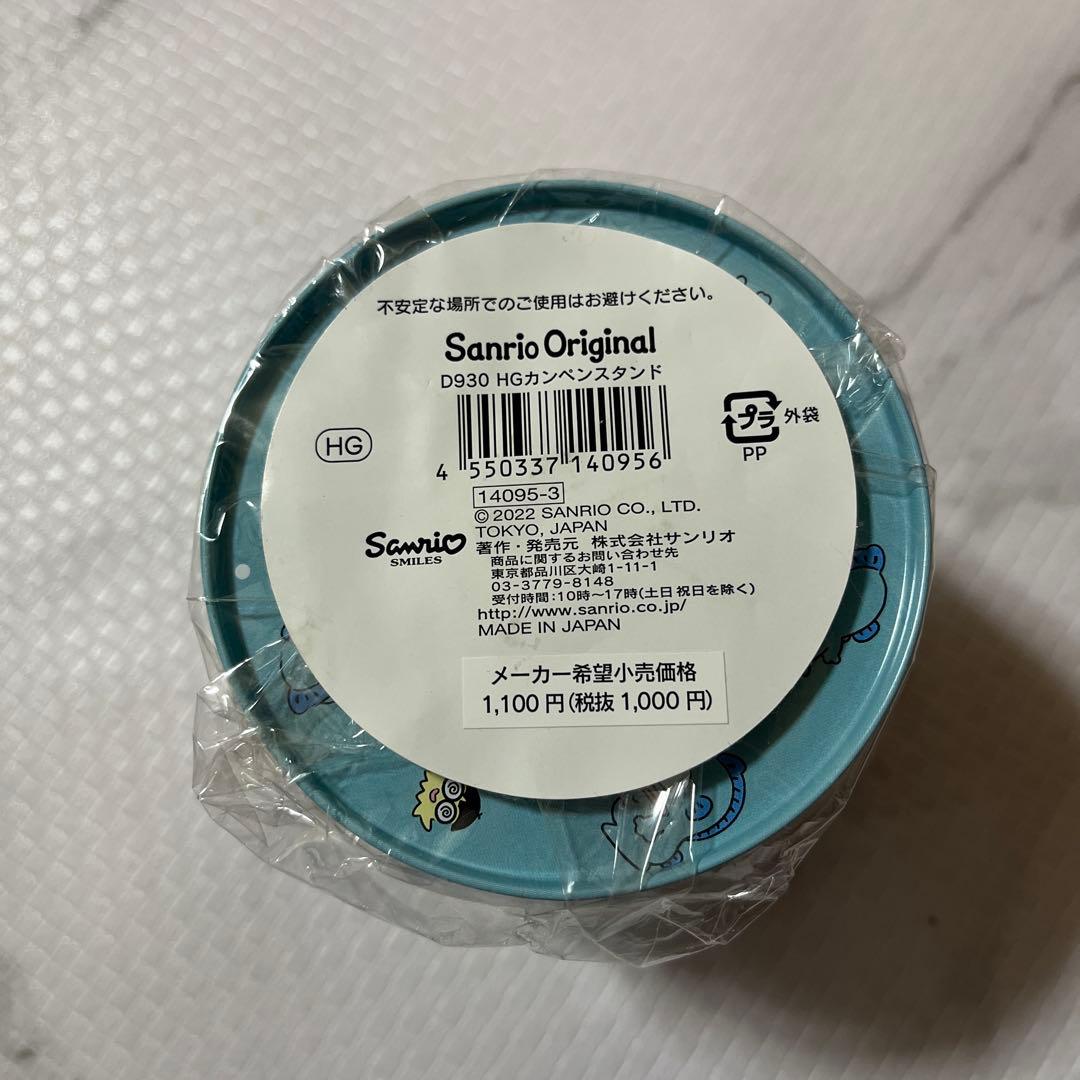 不安定な場所でのご使用はお避けください。
Sanrio Original
D930 HGカンペンスタンド
HG
4 550337 140956
プラ 外袋
PP
14095-3
© 2022 SANRIO CO., LTD.
TOKYO, JAPAN
Sanrio
SMILES
著作・発売元 株式会社サンリオ
商品に関するお問い合わせ先
東京都品川区大崎1-11-1
03-3779-8148
受付時間:10時～17時(土日祝日を除く)
http://www.sanrio.co.jp/
MADE IN JAPAN
メーカー希望小売価格
1,100円(税抜1,000円)